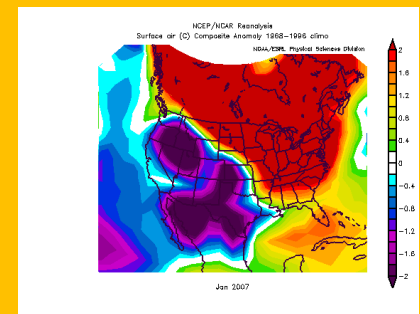 NCEP/NCAR Reanalysis
Surface air (C) Composite Anomaly 1968-1996 climo
NOAA/ESRL Physical Sciences Division
2
1.6
1.2
0.8
0.4
0
-0.4
-0.8
-1.2
-1.6
-2
Jan 2007